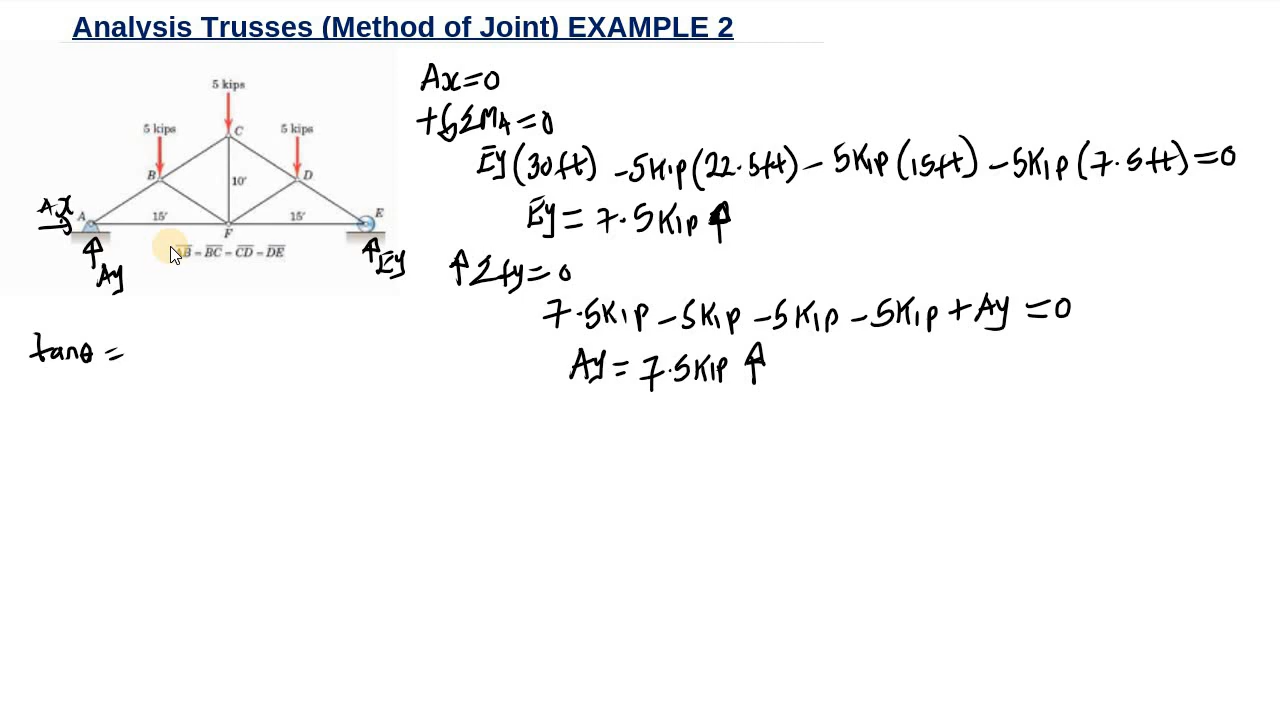 Analysis Trusses (Method of Joint) EXAMPLE 2
5 kips
5 kips
5 kips
C
B
D
10'
Ax
A
15'
15'
E
F
Ay
AB = BC = CD = DE
Ey
tanθ =
Ax=0
+ΣMA=0
Ey(30ft) -5Kip(22.5ft) - 5Kip(15ft) - 5Kip(7.5ft)=0
Ey = 7.5Kip ↑
↑Σfy=0
7.5Kip -5Kip -5Kip -5Kip +Ay =0
Ay = 7.5Kip ↑